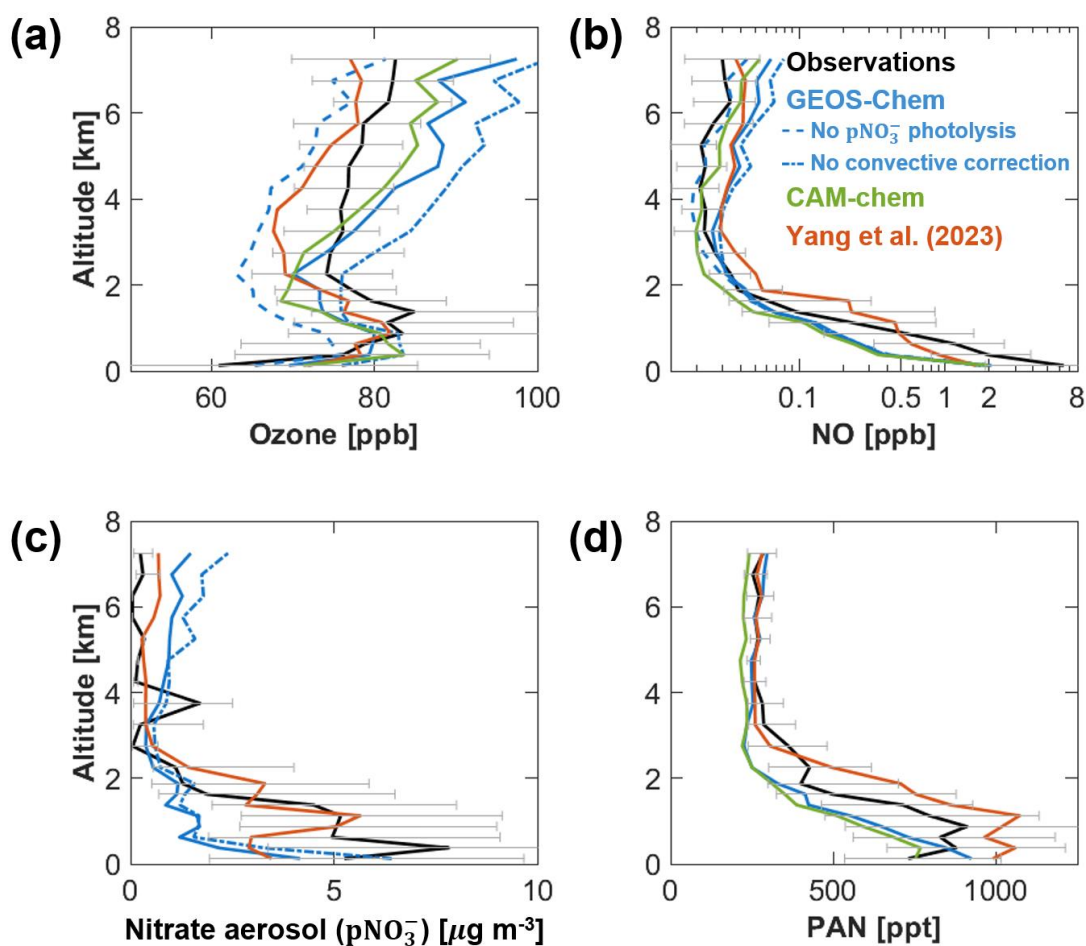 (a)
8
6
4
2
0
Altitude [km]
60
80
100
Ozone [ppb]
(b)
8
6
4
2
0
Observations
GEOS-Chem
-- No pNO₃⁻ photolysis
-·-· No convective correction
CAM-chem
Yang et al. (2023)
0.1
0.5
1
2
8
NO [ppb]
(c)
8
6
4
2
0
Altitude [km]
0
5
10
Nitrate aerosol (pNO₃⁻) [μg m⁻³]
(d)
8
6
4
2
0
0
500
1000
PAN [ppt]